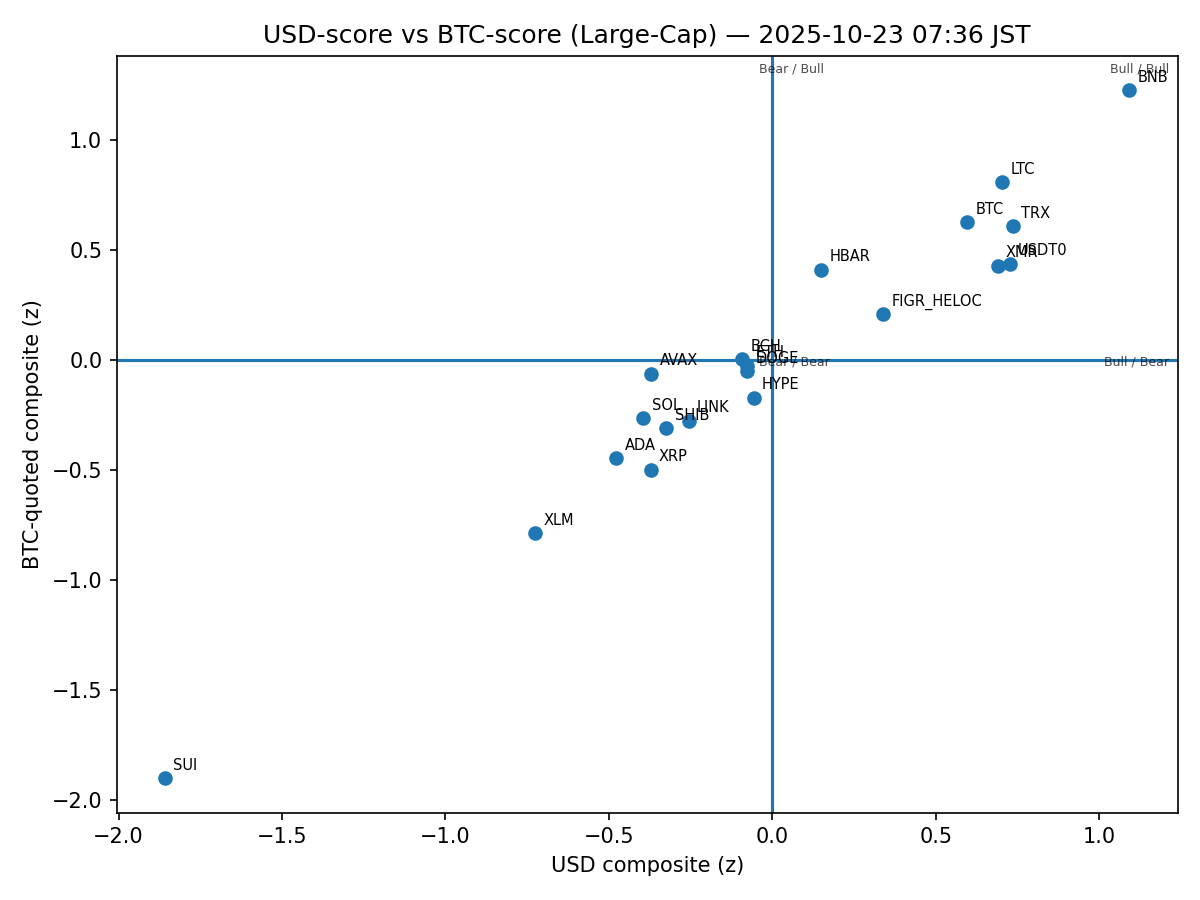 USD-score vs BTC-score (Large-Cap) — 2025-10-23 07:36 JST
Bear / Bull
Bull / Bull
BNB
LTC
BTC
TRX
XMR
USDT0
HBAR
FIGR_HELOC
BCH
DOGE
Bear / Bear
Bull / Bear
AVAX
HYPE
SOL
SHIB
LINK
ADA
XRP
XLM
SUI
1.0
0.5
0.0
−0.5
−1.0
−1.5
−2.0
−2.0
−1.5
−1.0
−0.5
0.0
0.5
1.0
USD composite (z)
BTC-quoted composite (z)